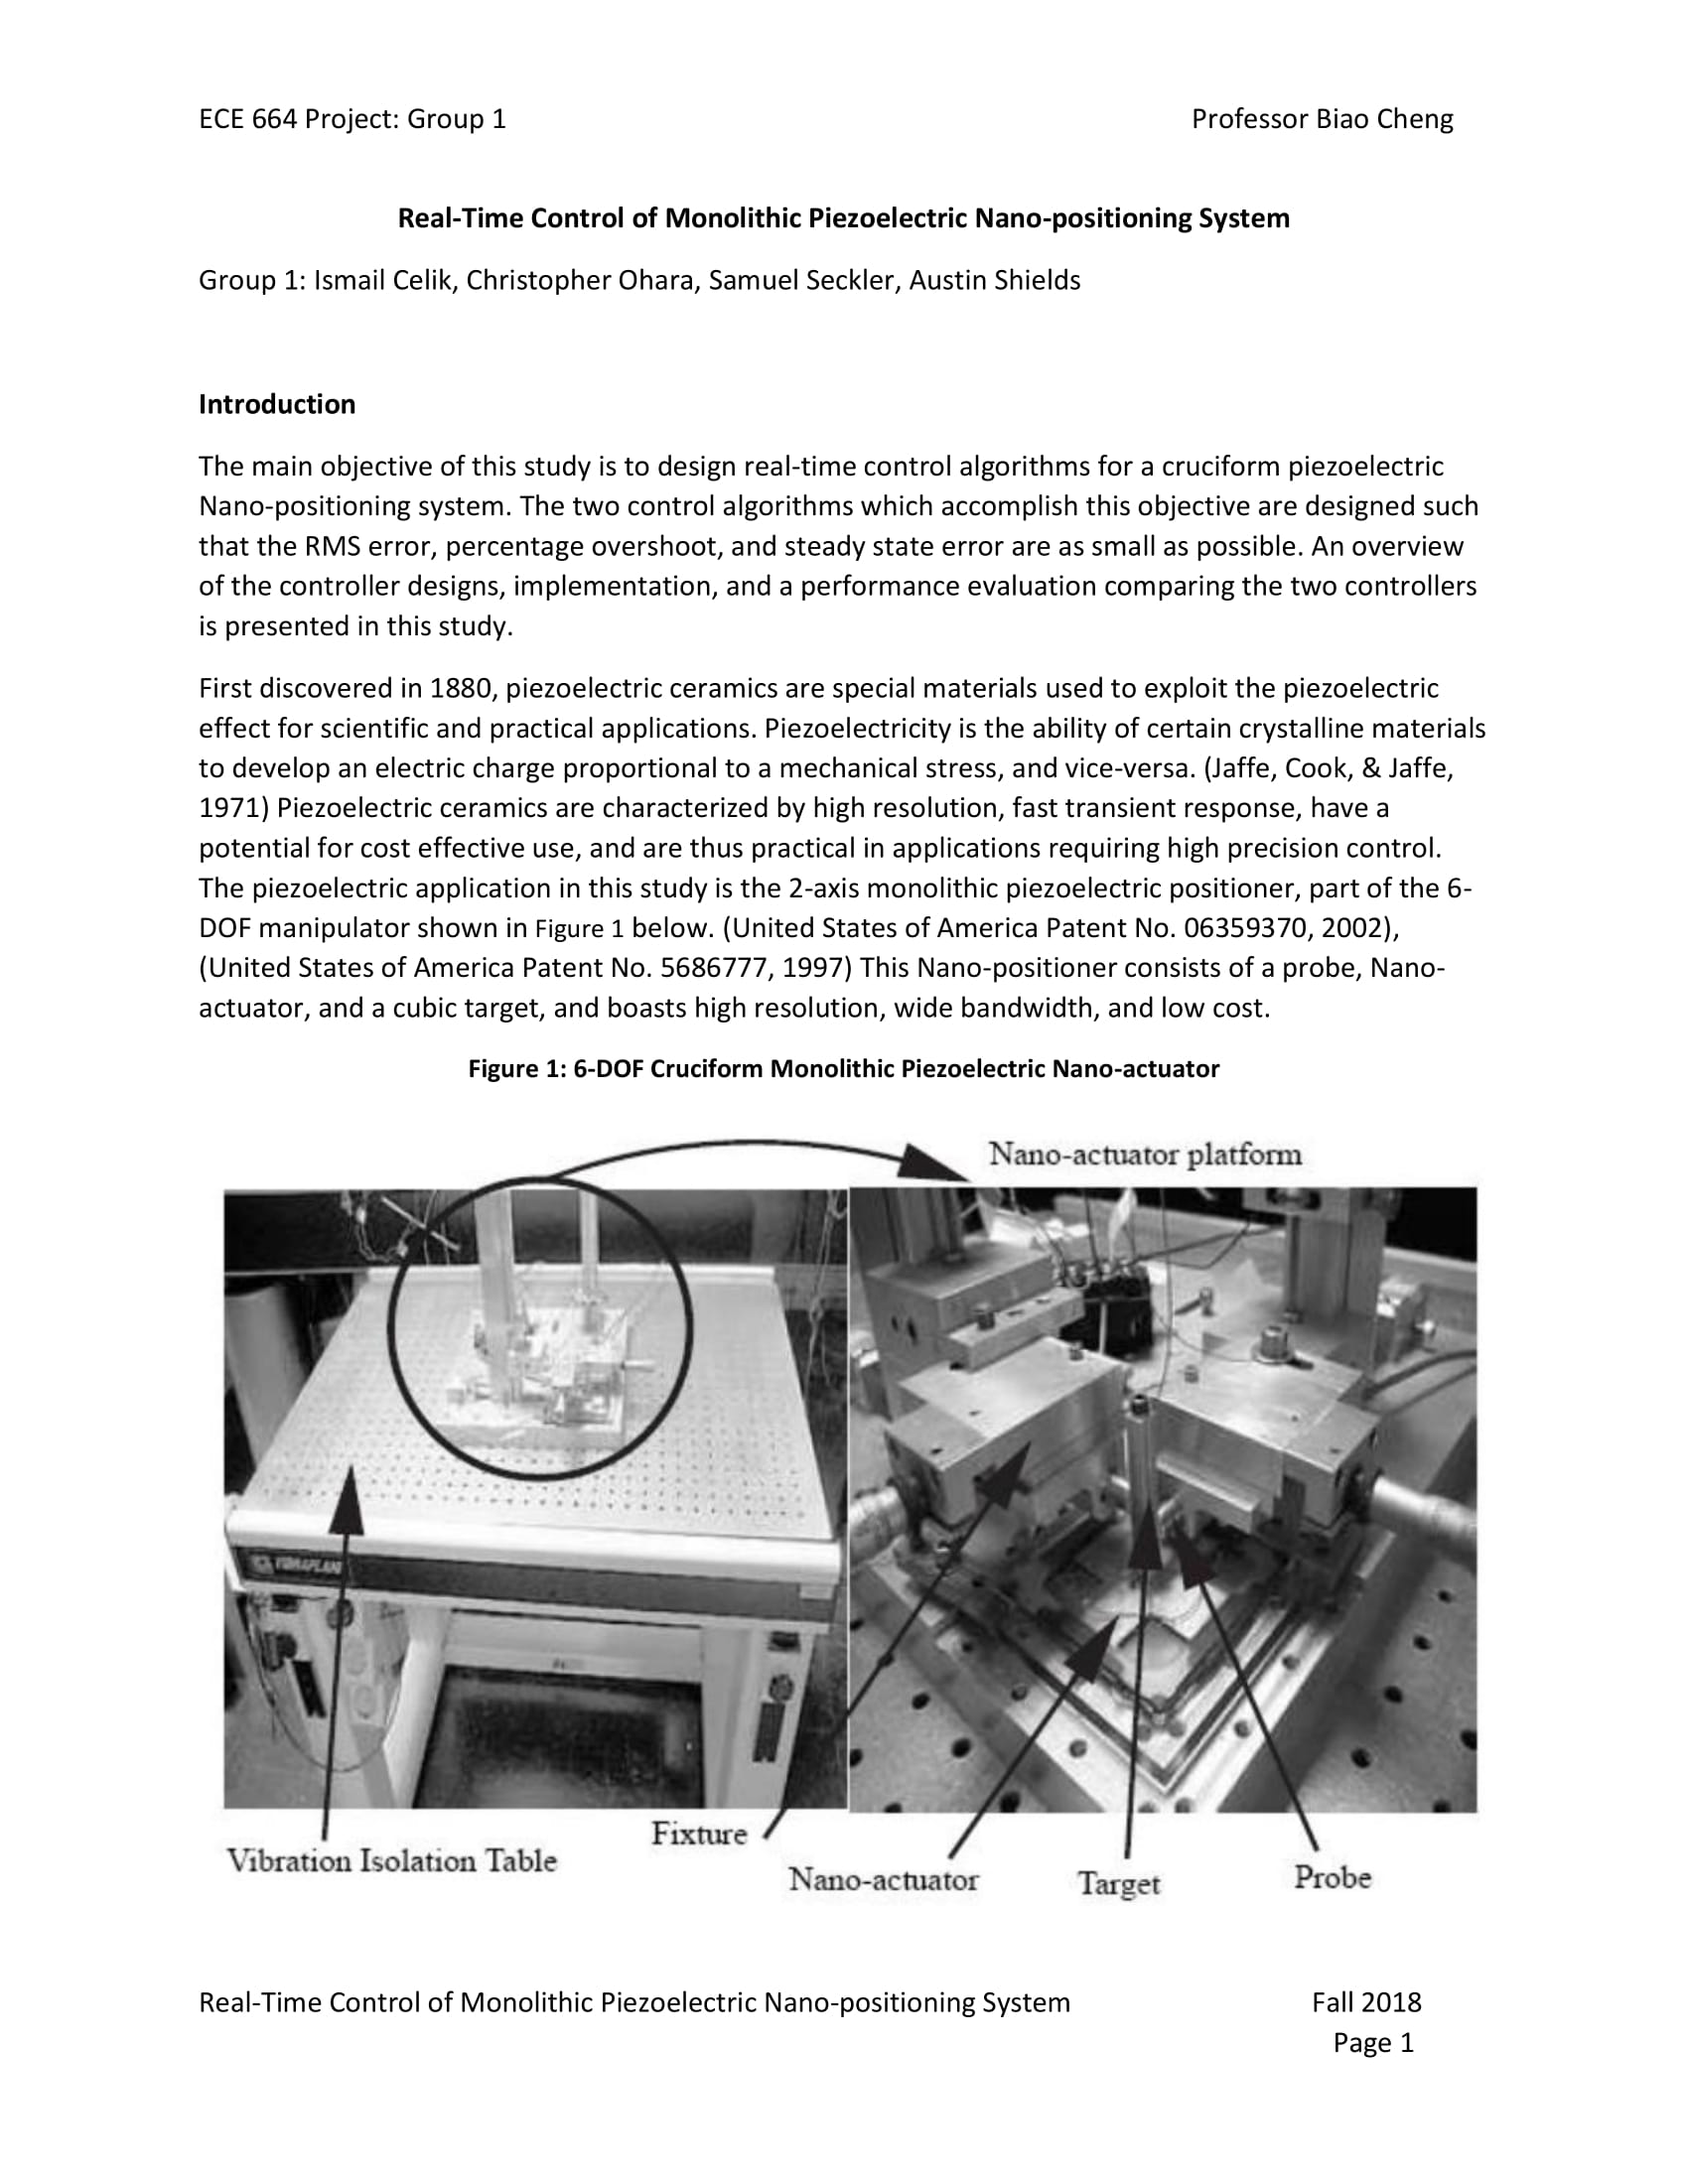 ECE 664 Project: Group 1 Professor Biao Cheng
Real-Time Control of Monolithic Piezoelectric Nano-positioning System
Group 1: Ismail Celik, Christopher Ohara, Samuel Seckler, Austin Shields
Introduction
The main objective of this study is to design real-time control algorithms for a cruciform piezoelectric
Nano-positioning system. The two control algorithms which accomplish this objective are designed such
that the RMS error, percentage overshoot, and steady state error are as small as possible. An overview
of the controller designs, implementation, and a performance evaluation comparing the two controllers
is presented in this study.
First discovered in 1880, piezoelectric ceramics are special materials used to exploit the piezoelectric
effect for scientific and practical applications. Piezoelectricity is the ability of certain crystalline materials
to develop an electric charge proportional to a mechanical stress, and vice-versa. (Jaffe, Cook, & Jaffe,
1971) Piezoelectric ceramics are characterized by high resolution, fast transient response, have a
potential for cost effective use, and are thus practical in applications requiring high precision control.
The piezoelectric application in this study is the 2-axis monolithic piezoelectric positioner, part of the 6-
DOF manipulator shown in Figure 1 below. (United States of America Patent No. 06359370, 2002),
(United States of America Patent No. 5686777, 1997) This Nano-positioner consists of a probe, Nano-
actuator, and a cubic target, and boasts high resolution, wide bandwidth, and low cost.
Figure 1: 6-DOF Cruciform Monolithic Piezoelectric Nano-actuator
Nano-actuator platform
Fixture
Vibration Isolation Table
Nano-actuator
Target
Probe
Real-Time Control of Monolithic Piezoelectric Nano-positioning System Fall 2018
Page 1